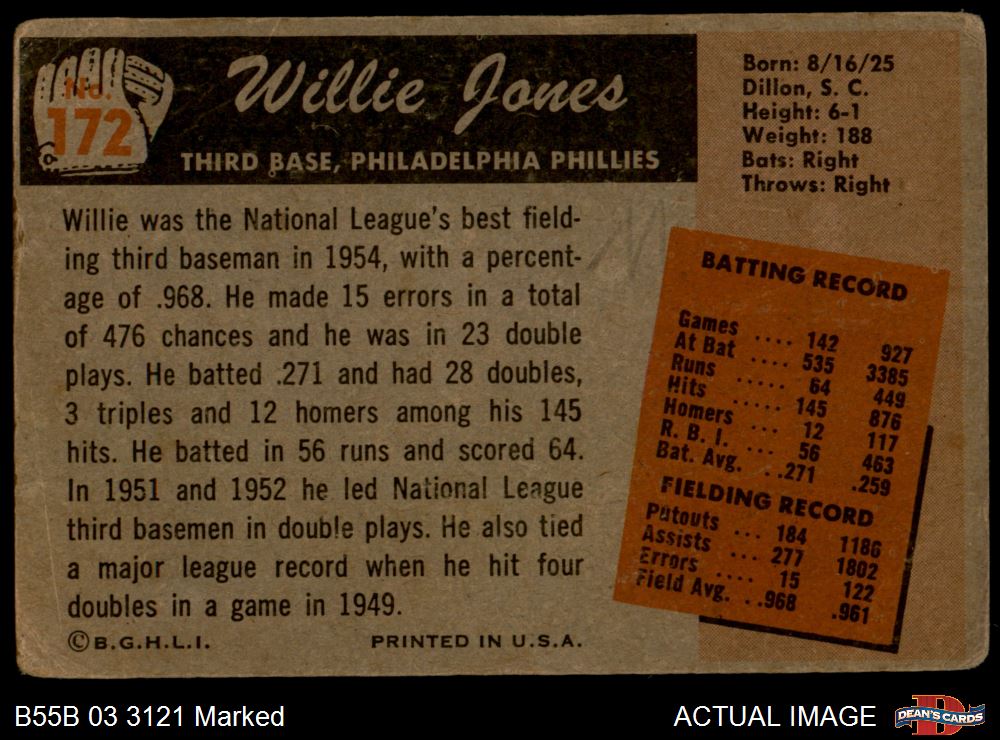 No.
172
Willie Jones
THIRD BASE, PHILADELPHIA PHILLIES
Born: 8/16/25
Dillon, S. C.
Height: 6-1
Weight: 188
Bats: Right
Throws: Right
Willie was the National League's best field-
ing third baseman in 1954, with a percent-
age of .968. He made 15 errors in a total
of 476 chances and he was in 23 double
plays. He batted .271 and had 28 doubles,
3 triples and 12 homers among his 145
hits. He batted in 56 runs and scored 64.
In 1951 and 1952 he led National League
third basemen in double plays. He also tied
a major league record when he hit four
doubles in a game in 1949.
©B.G.H.L.I. PRINTED IN U.S.A.
BATTING RECORD
Games .... 142 927
At Bat .... 535 3385
Runs ..... 64 449
Hits ..... 145 876
Homers ... 12 117
R. B. I. ... 56 463
Bat. Avg. ..271 .259
FIELDING RECORD
Putouts ... 184 1186
Assists ... 277 1802
Errors .... 15 122
Field Avg. ..968 .961
B55B 03 3121 Marked
ACTUAL IMAGE
D
DEAN'S CARDS